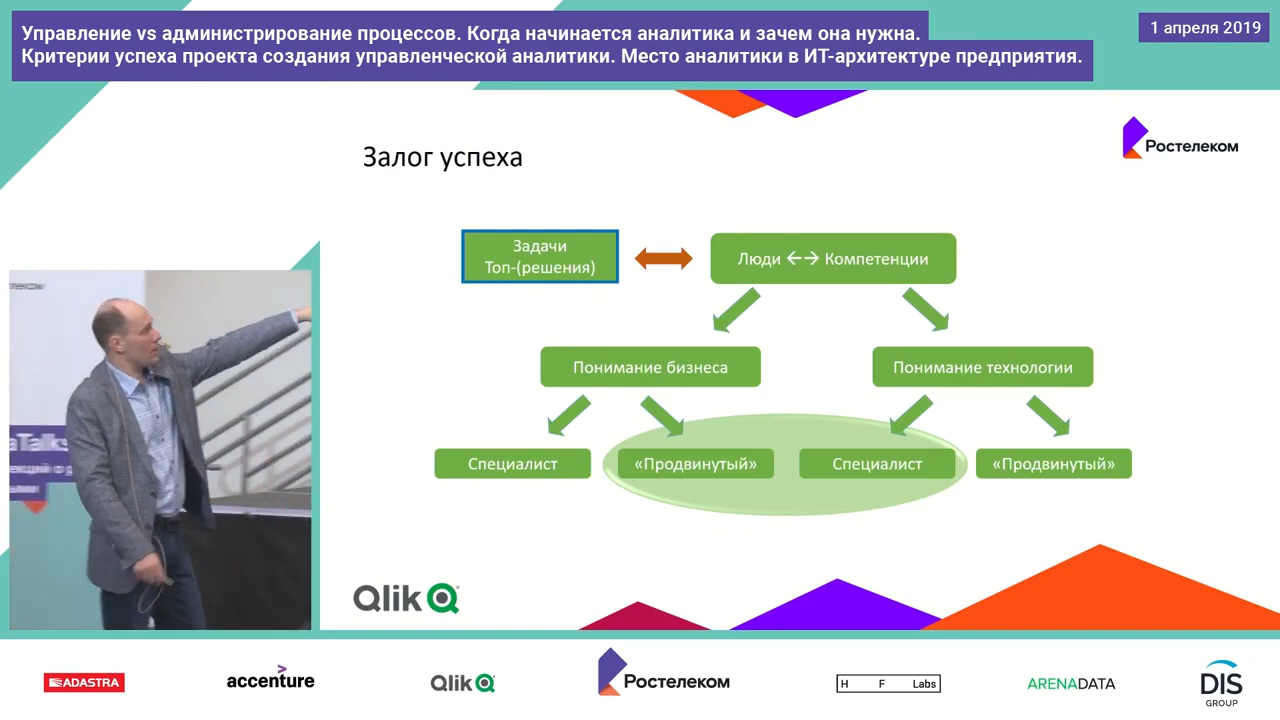 Управление vs администрирование процессов. Когда начинается аналитика и зачем она нужна.
Критерии успеха проекта создания управленческой аналитики. Место аналитики в ИТ-архитектуре предприятия.
1 апреля 2019
Залог успеха
Ростелеком
Задачи
Топ-(решения)
Люди ←→ Компетенции
Понимание бизнеса
Понимание технологии
Специалист
«Продвинутый»
Специалист
«Продвинутый»
aTalks
Qlik
ADASTRA
accenture
Qlik
Ростелеком
H F Labs
ARENADATA
DIS
GROUP